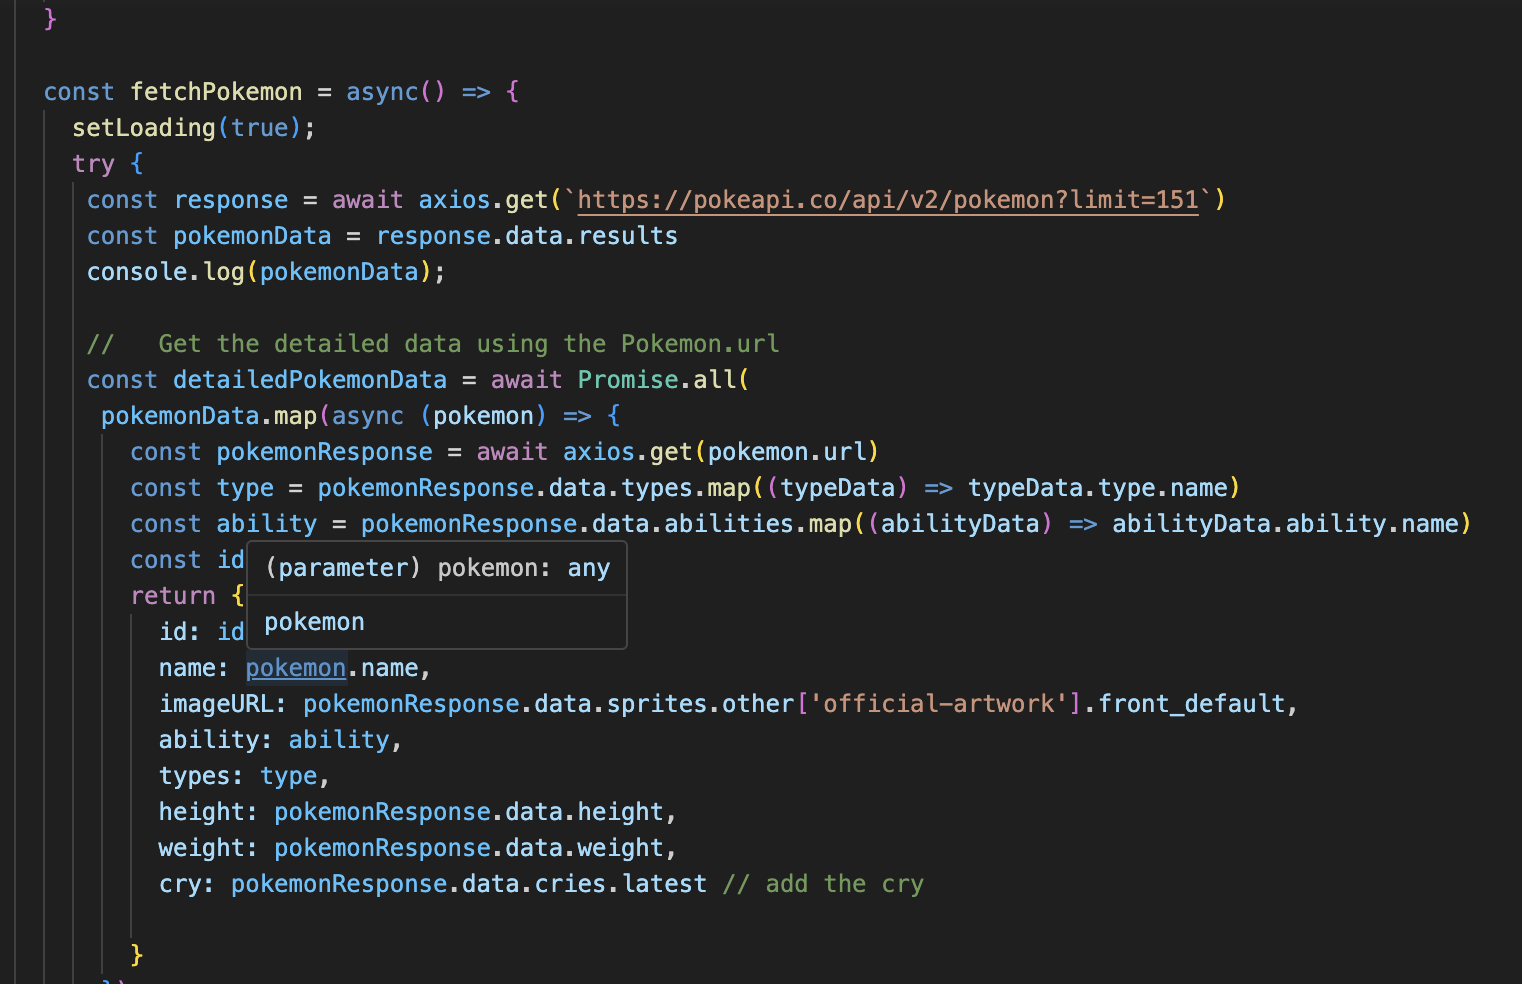 }
const fetchPokemon = async() => {
setLoading(true);
try {
const response = await axios.get(`https://pokeapi.co/api/v2/pokemon?limit=151`)
const pokemonData = response.data.results
console.log(pokemonData);
//   Get the detailed data using the Pokemon.url
const detailedPokemonData = await Promise.all(
pokemonData.map(async (pokemon) => {
const pokemonResponse = await axios.get(pokemon.url)
const type = pokemonResponse.data.types.map((typeData) => typeData.type.name)
const ability = pokemonResponse.data.abilities.map((abilityData) => abilityData.ability.name)
const id
(parameter) pokemon: any
return {
pokemon
id: id
name: pokemon.name,
imageURL: pokemonResponse.data.sprites.other['official-artwork'].front_default,
ability: ability,
types: type,
height: pokemonResponse.data.height,
weight: pokemonResponse.data.weight,
cry: pokemonResponse.data.cries.latest // add the cry
}